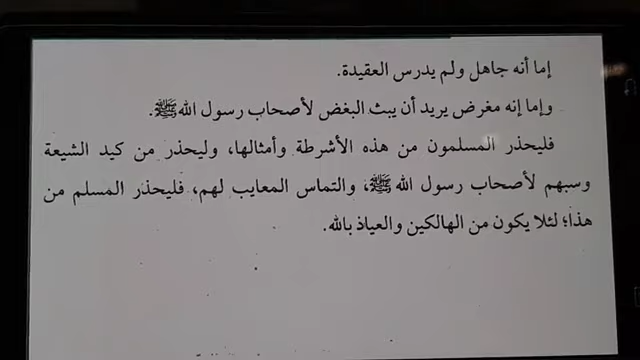 إما أنه جاهل ولم يدرس العقيدة.
وإما إنه مغرض يريد أن يبث البغض لأصحاب رسول الله ﷺ.
فليحذر المسلمون من هذه الأشرطة وأمثالها، وليحذر من كيد الشيعة
وسبهم لأصحاب رسول الله ﷺ، والتماس المعايب لهم، فليحذر المسلم من
هذا؛ لئلا يكون من الهالكين والعياذ بالله.